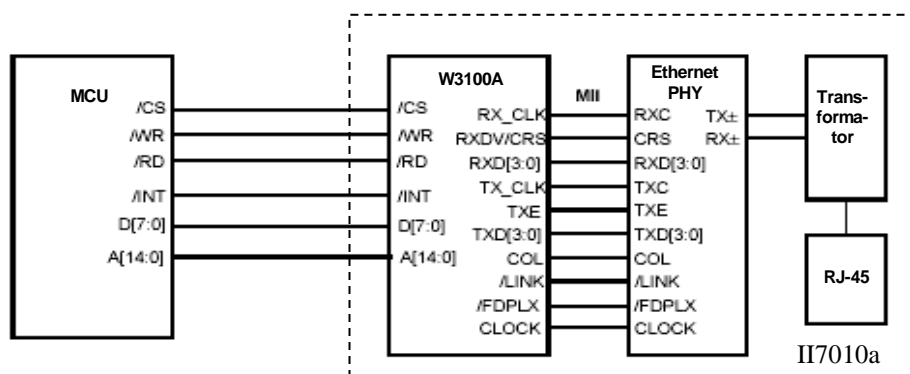 MCU
/CS
/WR
/RD
/INT
D[7:0]
A[14:0]
W3100A
/CS
/WR
/RD
/INT
D[7:0]
A[14:0]
RX_CLK
RXDV/CRS
RXD[3:0]
TX_CLK
TXE
TXD[3:0]
COL
/LINK
/FDPLX
CLOCK
MII
Ethernet
PHY
RXC
CRS
RXD[3:0]
TXC
TXE
TXD[3:0]
COL
/LINK
/FDPLX
CLOCK
TX±
RX±
Trans-
forma-
tor
RJ-45
II7010a